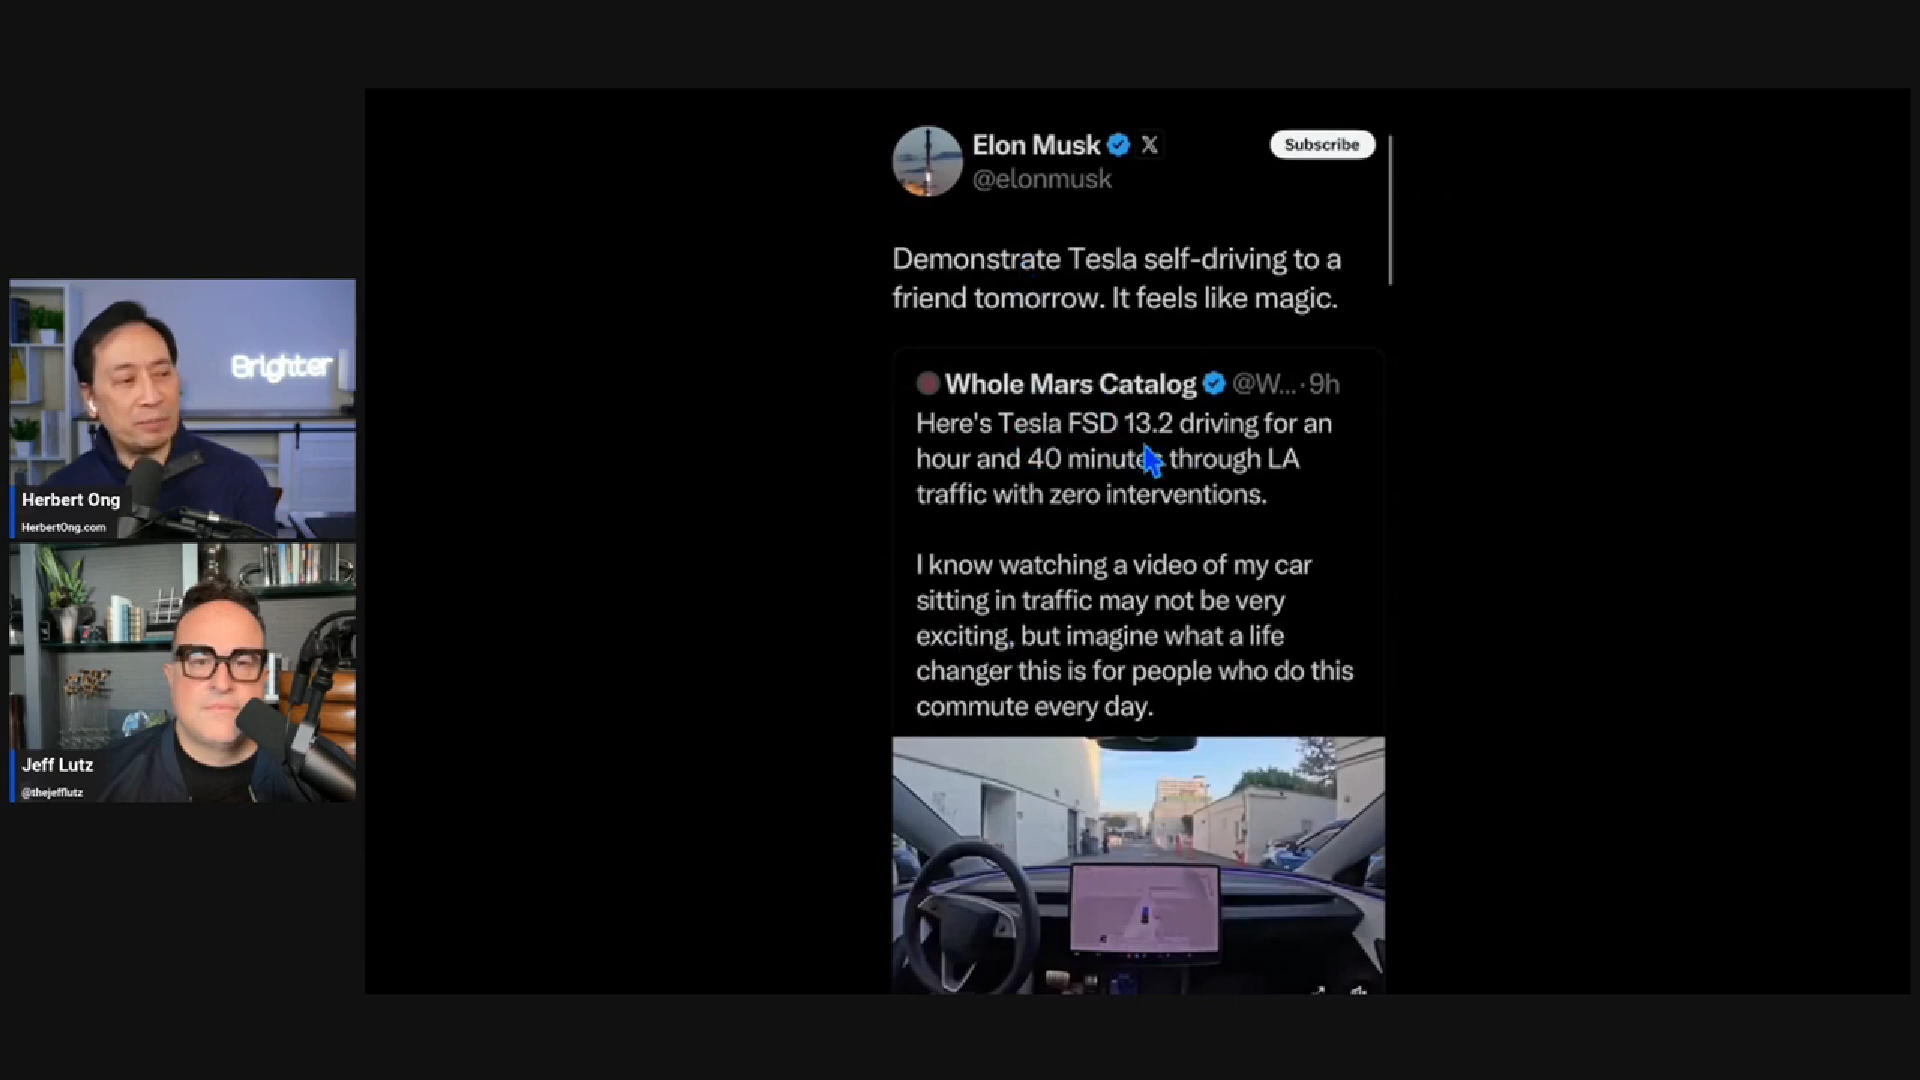 Elon Musk
@elonmusk
Subscribe
Demonstrate Tesla self-driving to a
friend tomorrow. It feels like magic.
Whole Mars Catalog @W... · 9h
Here's Tesla FSD 13.2 driving for an
hour and 40 minutes through LA
traffic with zero interventions.
I know watching a video of my car
sitting in traffic may not be very
exciting, but imagine what a life
changer this is for people who do this
commute every day.
Brighter
Herbert Ong
HerbertOng.com
Jeff Lutz
@thejefflutz